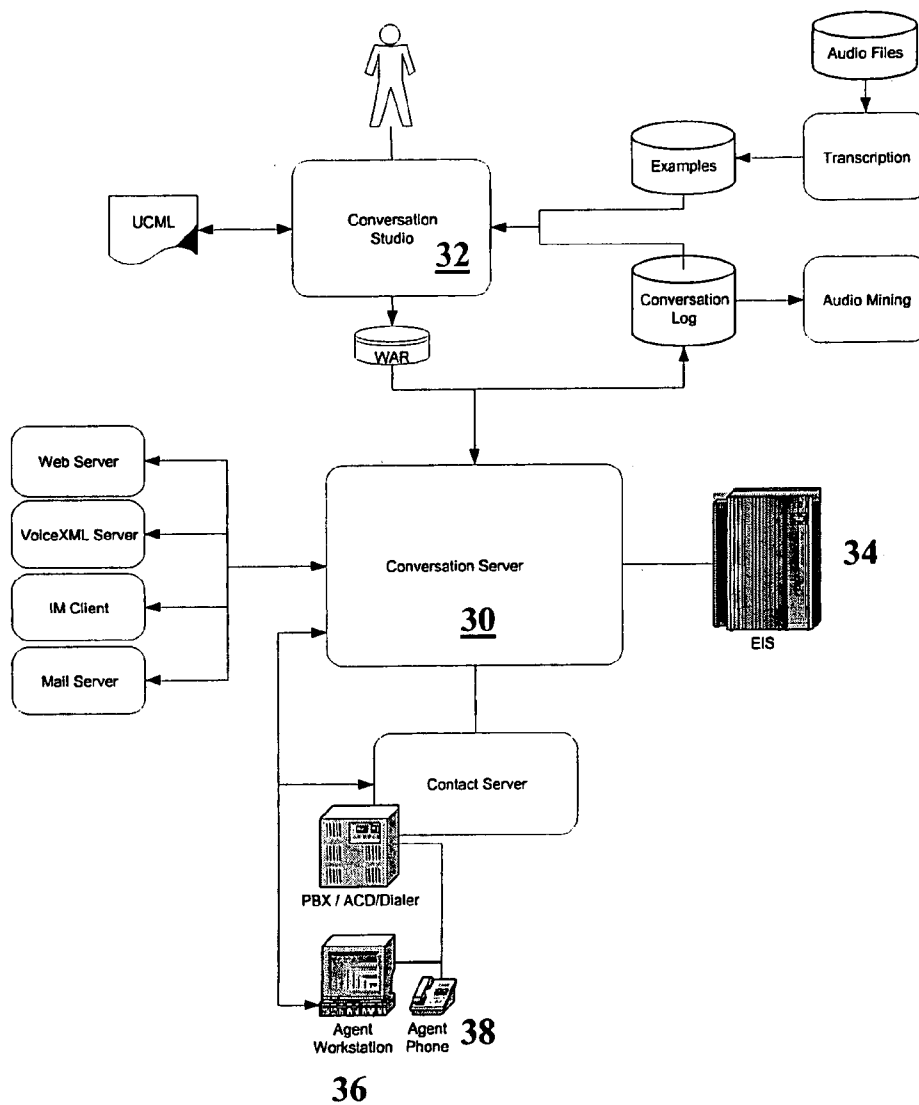 Audio Files
Transcription
Examples
UCML
Conversation
Studio
32
Conversation
Log
Audio Mining
WAR
Web Server
VoiceXML Server
IM Client
Mail Server
Conversation Server
30
34
EIS
Contact Server
PBX / ACD/Dialer
Agent
Workstation
36
Agent
Phone
38